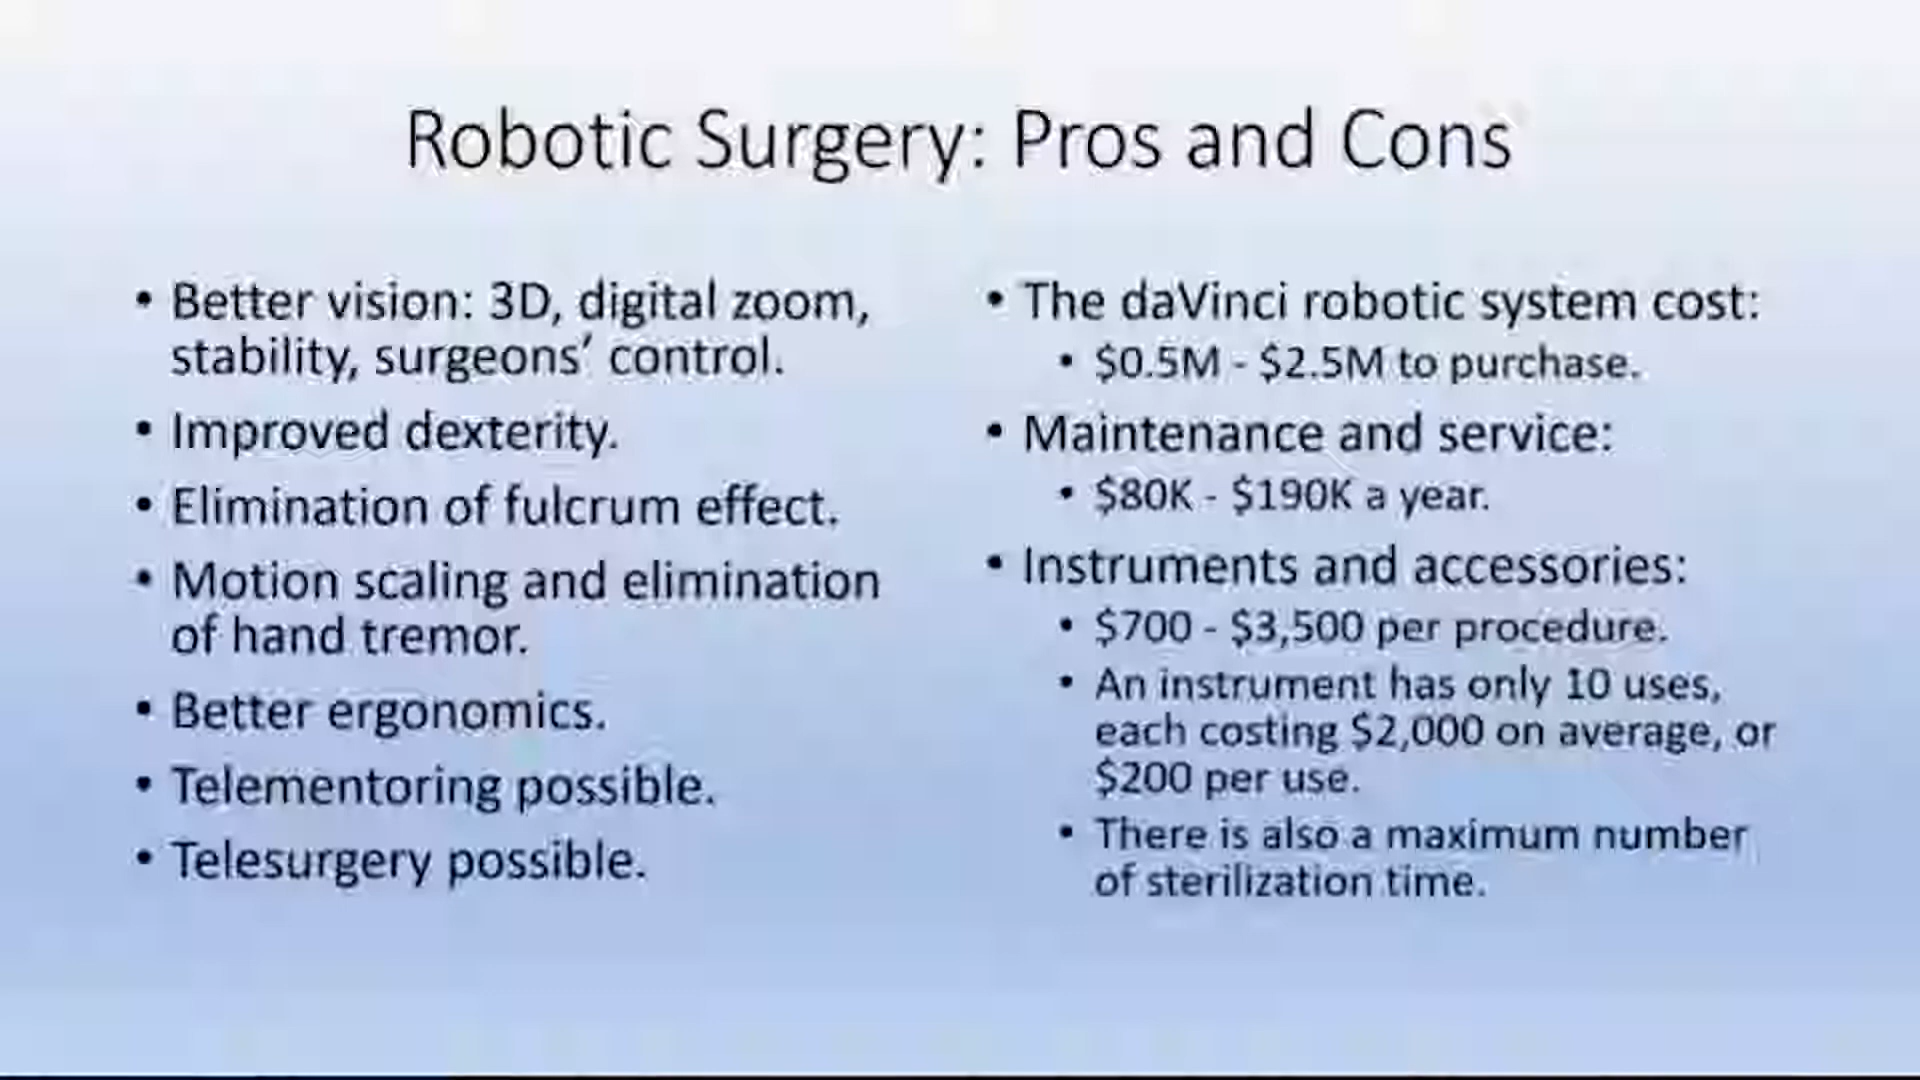 Robotic Surgery: Pros and Cons
• Better vision: 3D, digital zoom,
stability, surgeons’ control.
• Improved dexterity.
• Elimination of fulcrum effect.
• Motion scaling and elimination
of hand tremor.
• Better ergonomics.
• Telementoring possible.
• Telesurgery possible.
• The daVinci robotic system cost:
• $0.5M - $2.5M to purchase.
• Maintenance and service:
• $80K - $190K a year.
• Instruments and accessories:
• $700 - $3,500 per procedure.
• An instrument has only 10 uses,
each costing $2,000 on average, or
$200 per use.
• There is also a maximum number
of sterilization time.